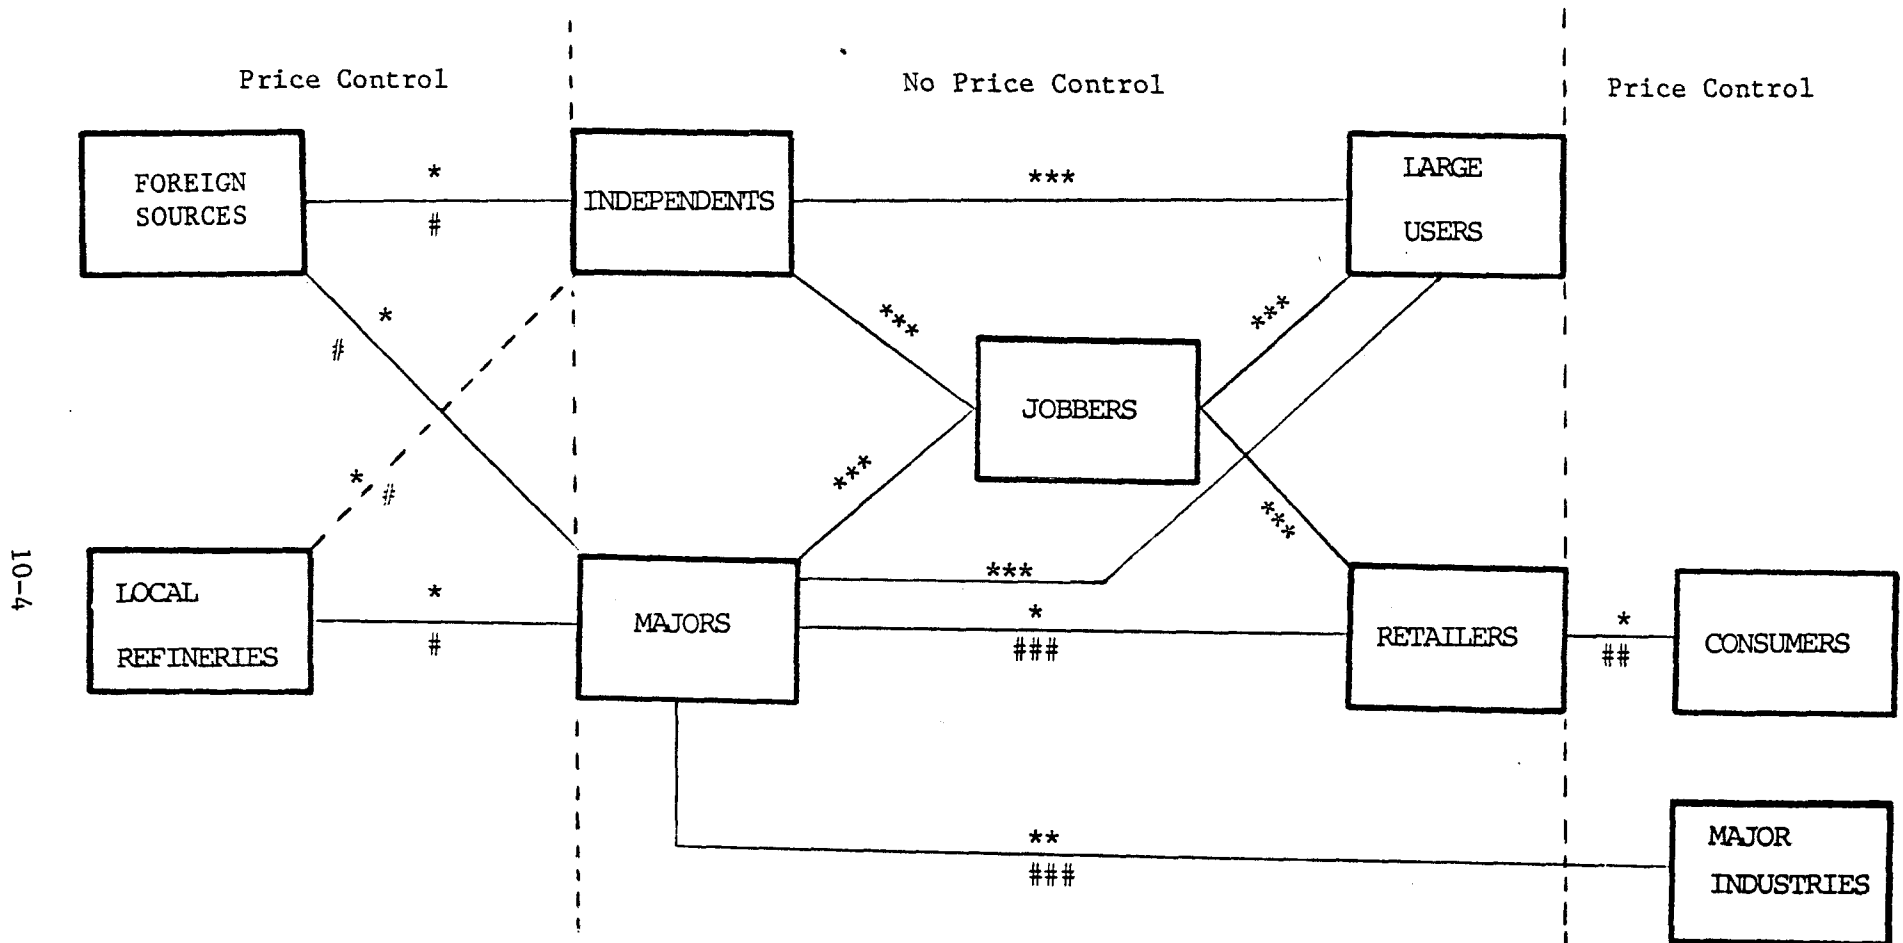 Price Control
No Price Control
Price Control
FOREIGN
SOURCES
*
#
INDEPENDENTS
***
LARGE
USERS
*
#
***
***
JOBBERS
*
#
***
***
LOCAL
REFINERIES
*
#
MAJORS
***
*
###
RETAILERS
*
##
CONSUMERS
**
###
MAJOR
INDUSTRIES
10-4